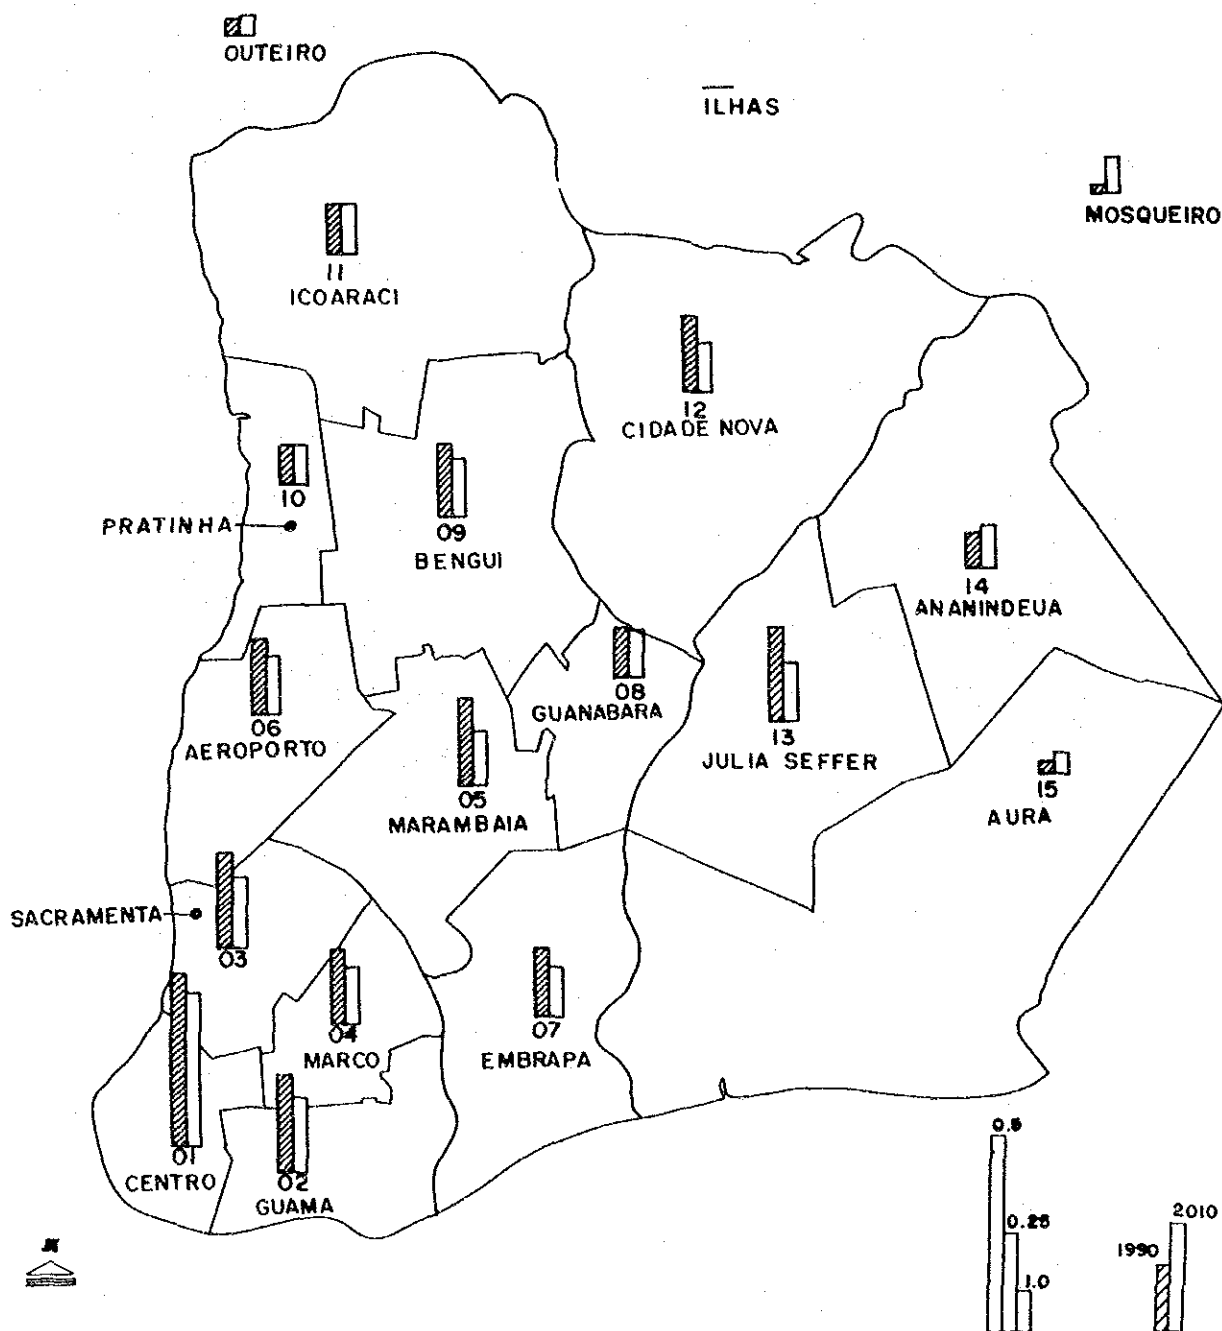 OUTEIRO
ILHAS
MOSQUEIRO
11
ICOARACI
12
CIDADE NOVA
10
PRATINHA
09
BENGUI
14
ANANINDEUA
08
GUANABARA
06
AEROPORTO
13
JULIA SEFFER
05
MARAMBAIA
15
AURA
SACRAMENTA
03
04
MARCO
07
EMBRAPA
01
CENTRO
02
GUAMA
0.5
0.25
1.0
1990
2010